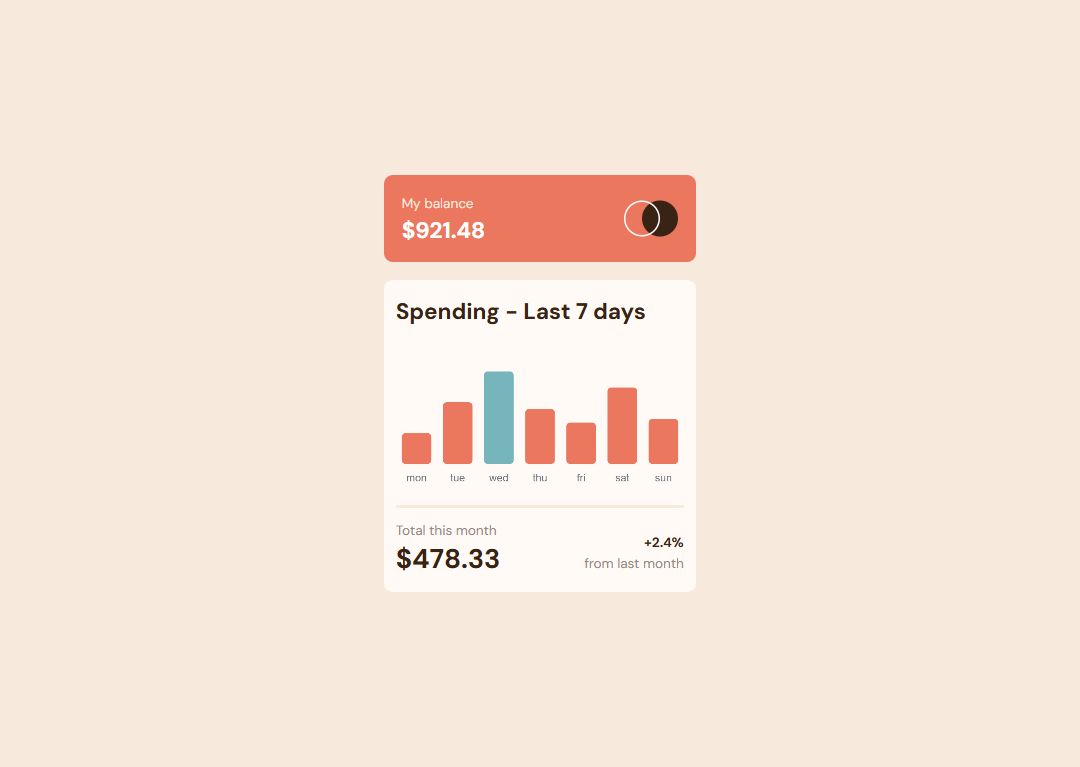 My balance
$921.48
Spending - Last 7 days
mon tue wed thu fri sat sun
Total this month
$478.33
+2.4%
from last month